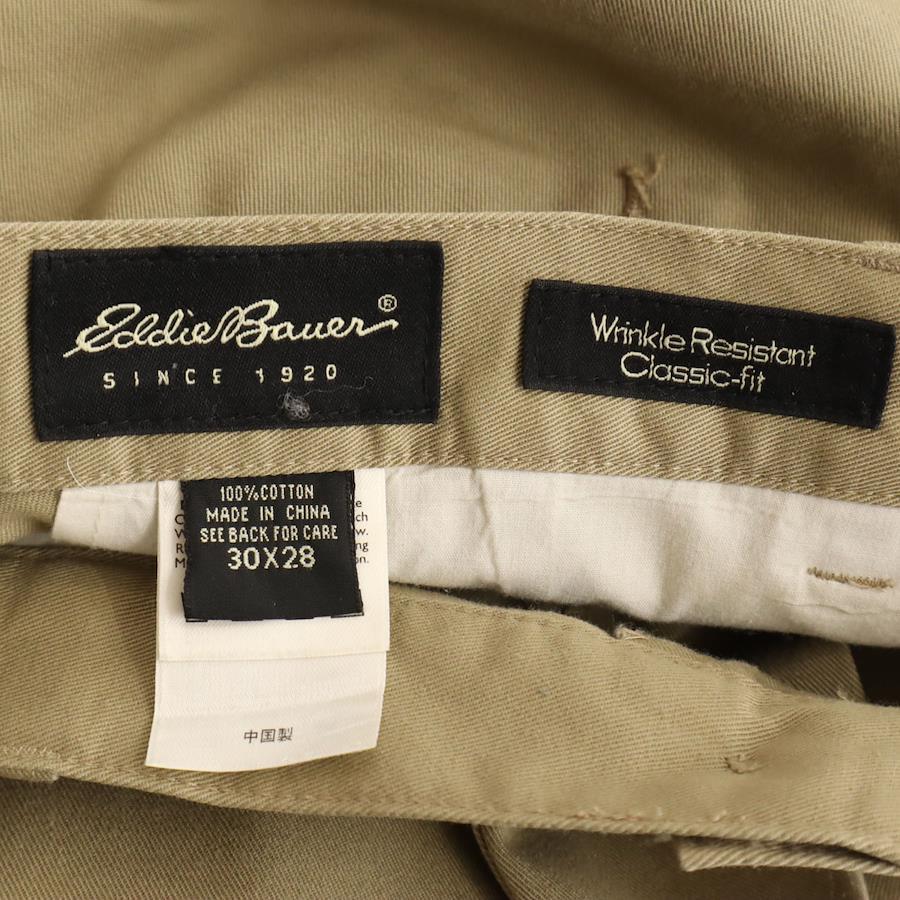 Eddie Bauer®
SINCE 1920
Wrinkle Resistant
Classic-fit
100% COTTON
MADE IN CHINA
SEE BACK FOR CARE
30X28
中国製